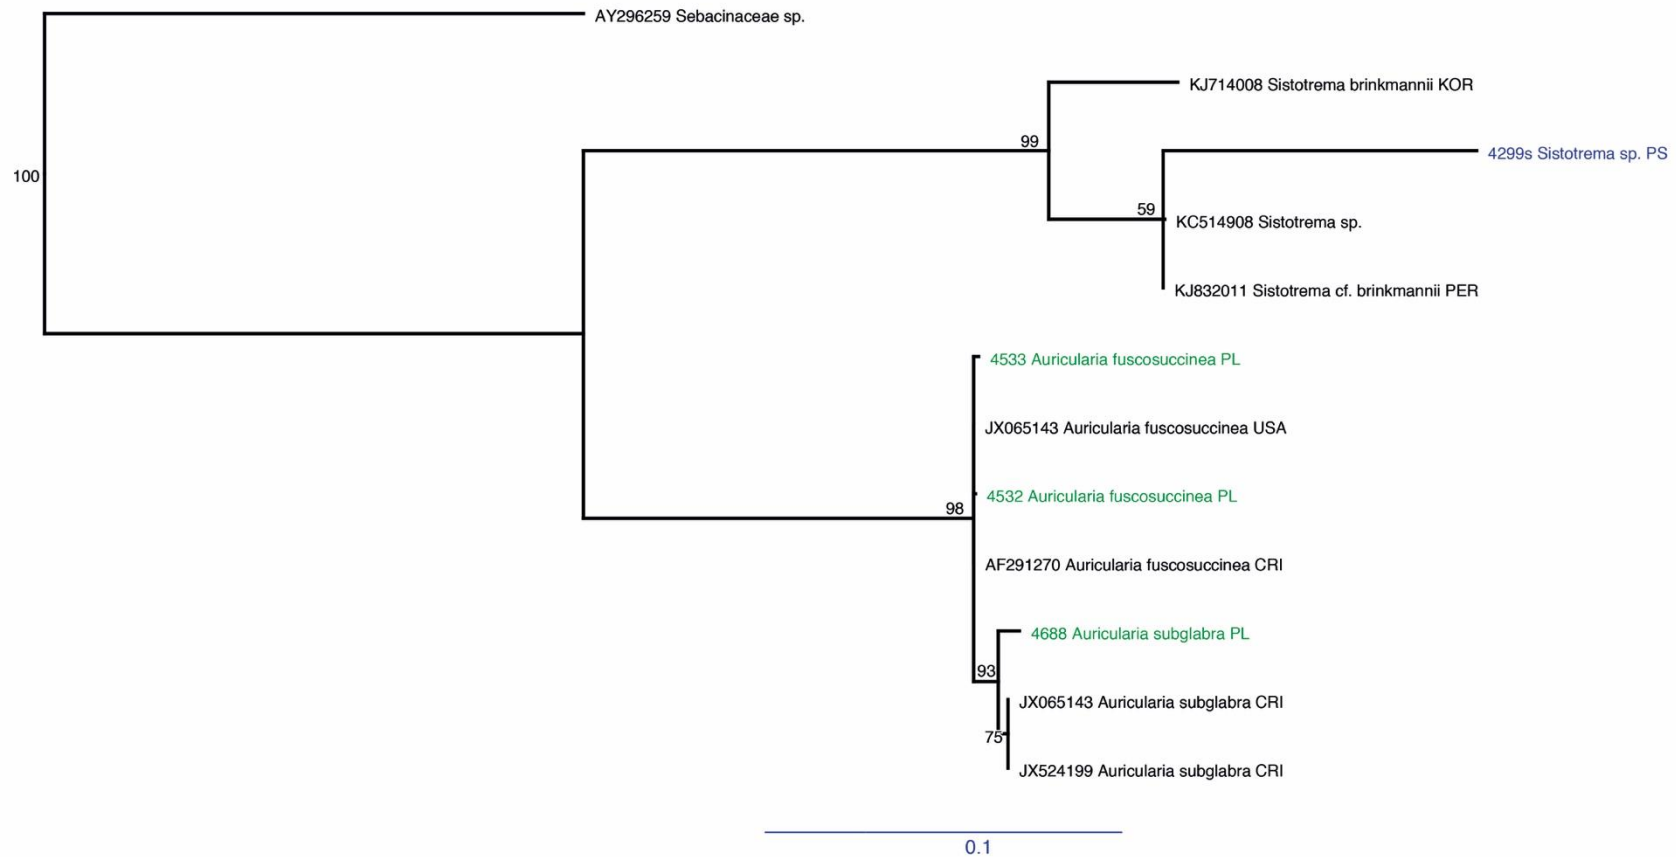 AY296259 Sebacinaceae sp.
KJ714008 Sistotrema brinkmannii KOR
99
4299s Sistotrema sp. PS
100
59
KC514908 Sistotrema sp.
KJ832011 Sistotrema cf. brinkmannii PER
4533 Auricularia fuscosuccinea PL
JX065143 Auricularia fuscosuccinea USA
4532 Auricularia fuscosuccinea PL
98
AF291270 Auricularia fuscosuccinea CRI
4688 Auricularia subglabra PL
93
JX065143 Auricularia subglabra CRI
75
JX524199 Auricularia subglabra CRI
0.1